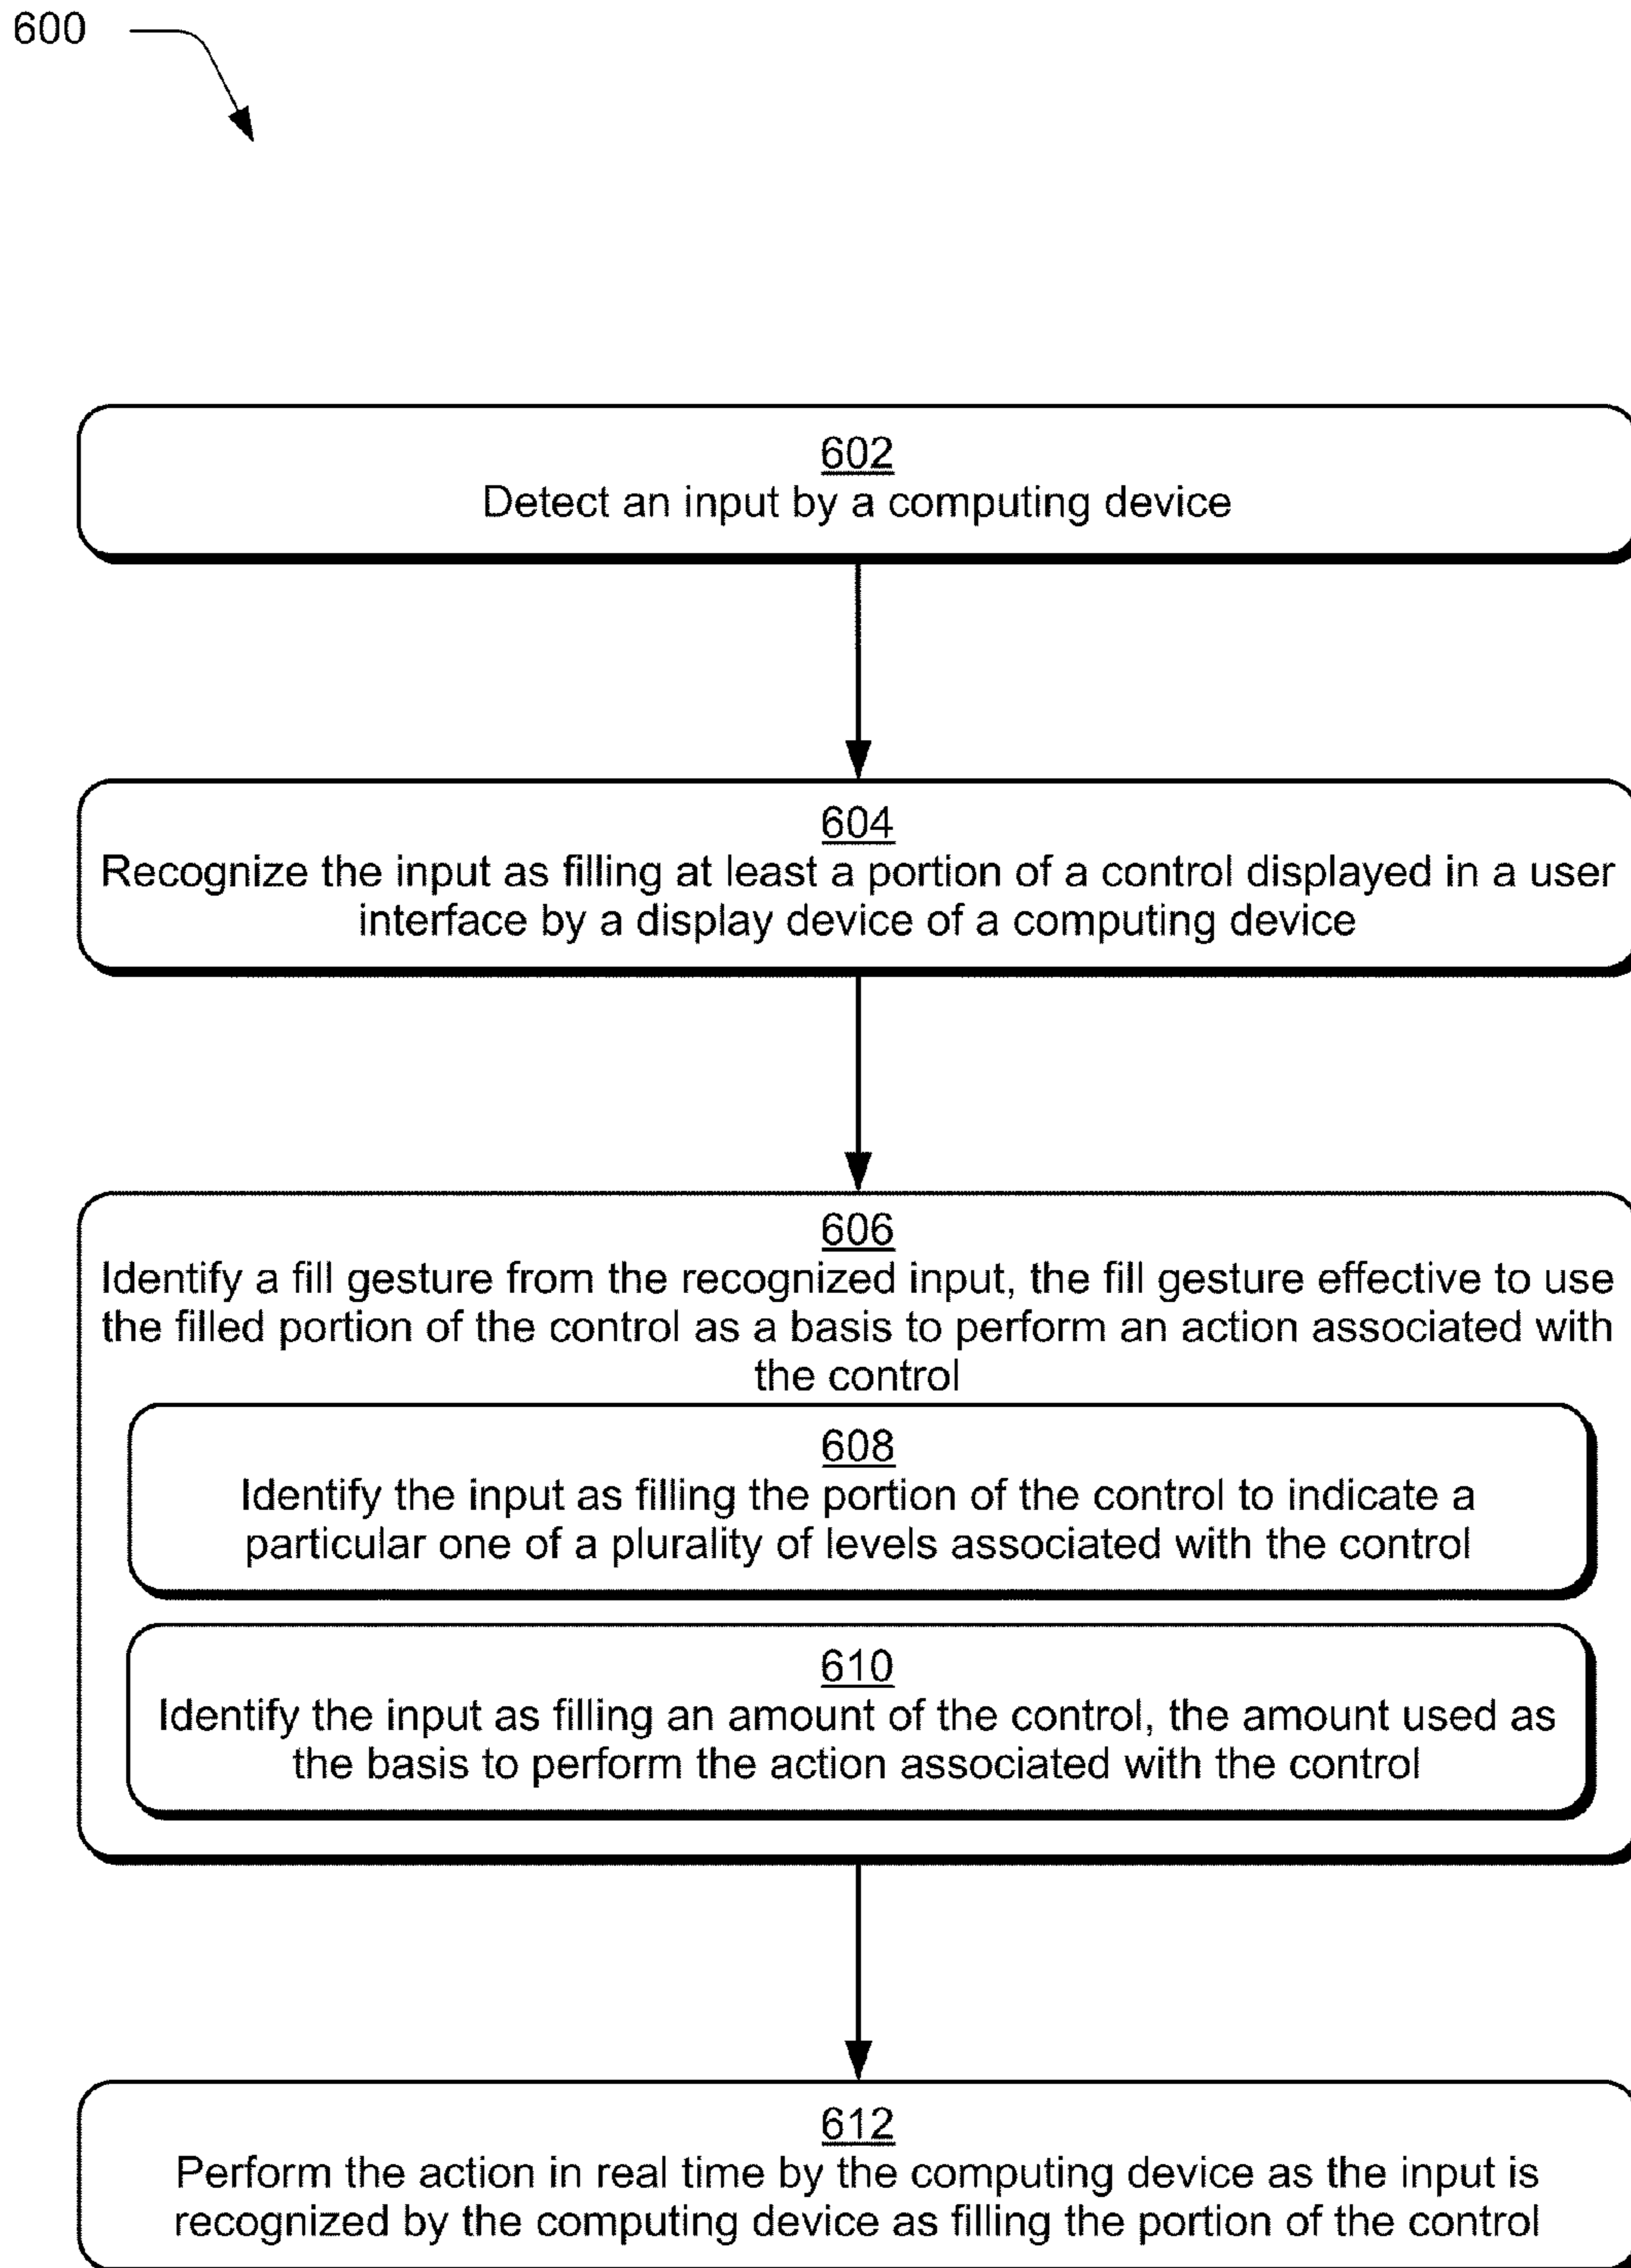 600
602
Detect an input by a computing device
604
Recognize the input as filling at least a portion of a control displayed in a user
interface by a display device of a computing device
606
Identify a fill gesture from the recognized input, the fill gesture effective to use
the filled portion of the control as a basis to perform an action associated with
the control
608
Identify the input as filling the portion of the control to indicate a
particular one of a plurality of levels associated with the control
610
Identify the input as filling an amount of the control, the amount used as
the basis to perform the action associated with the control
612
Perform the action in real time by the computing device as the input is
recognized by the computing device as filling the portion of the control